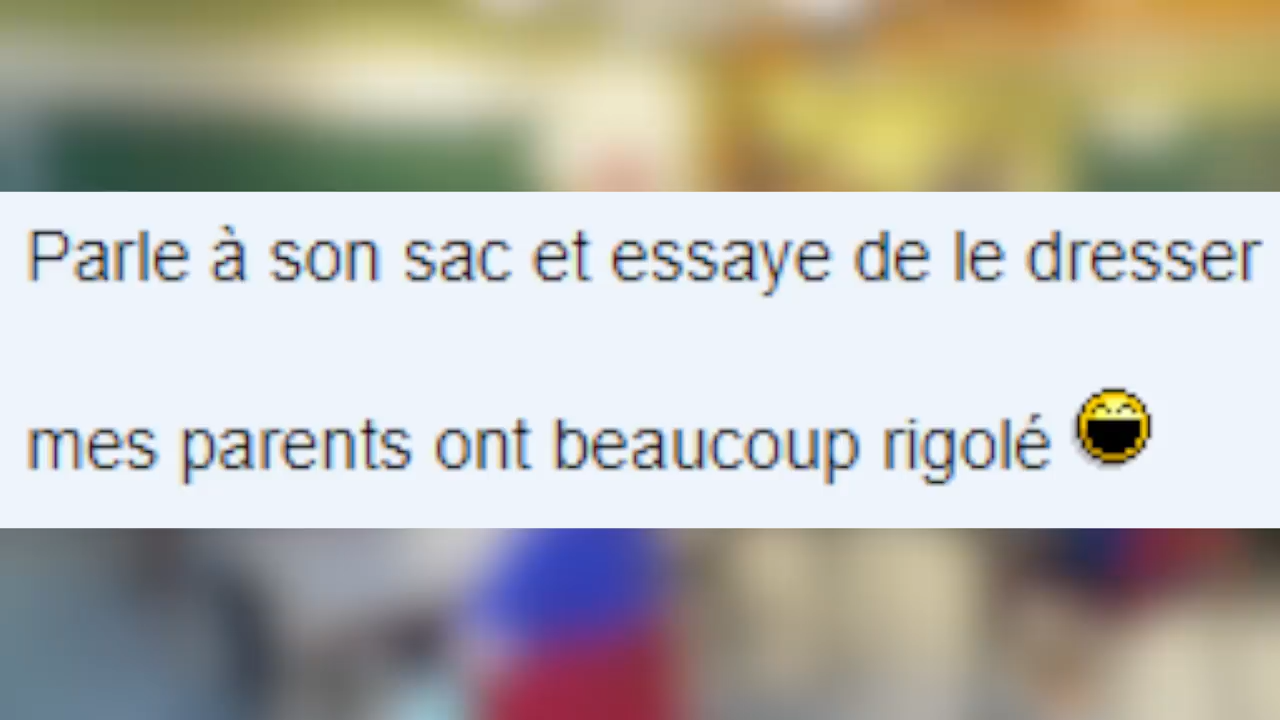 Parle à son sac et essaye de le dresser
mes parents ont beaucoup rigolé